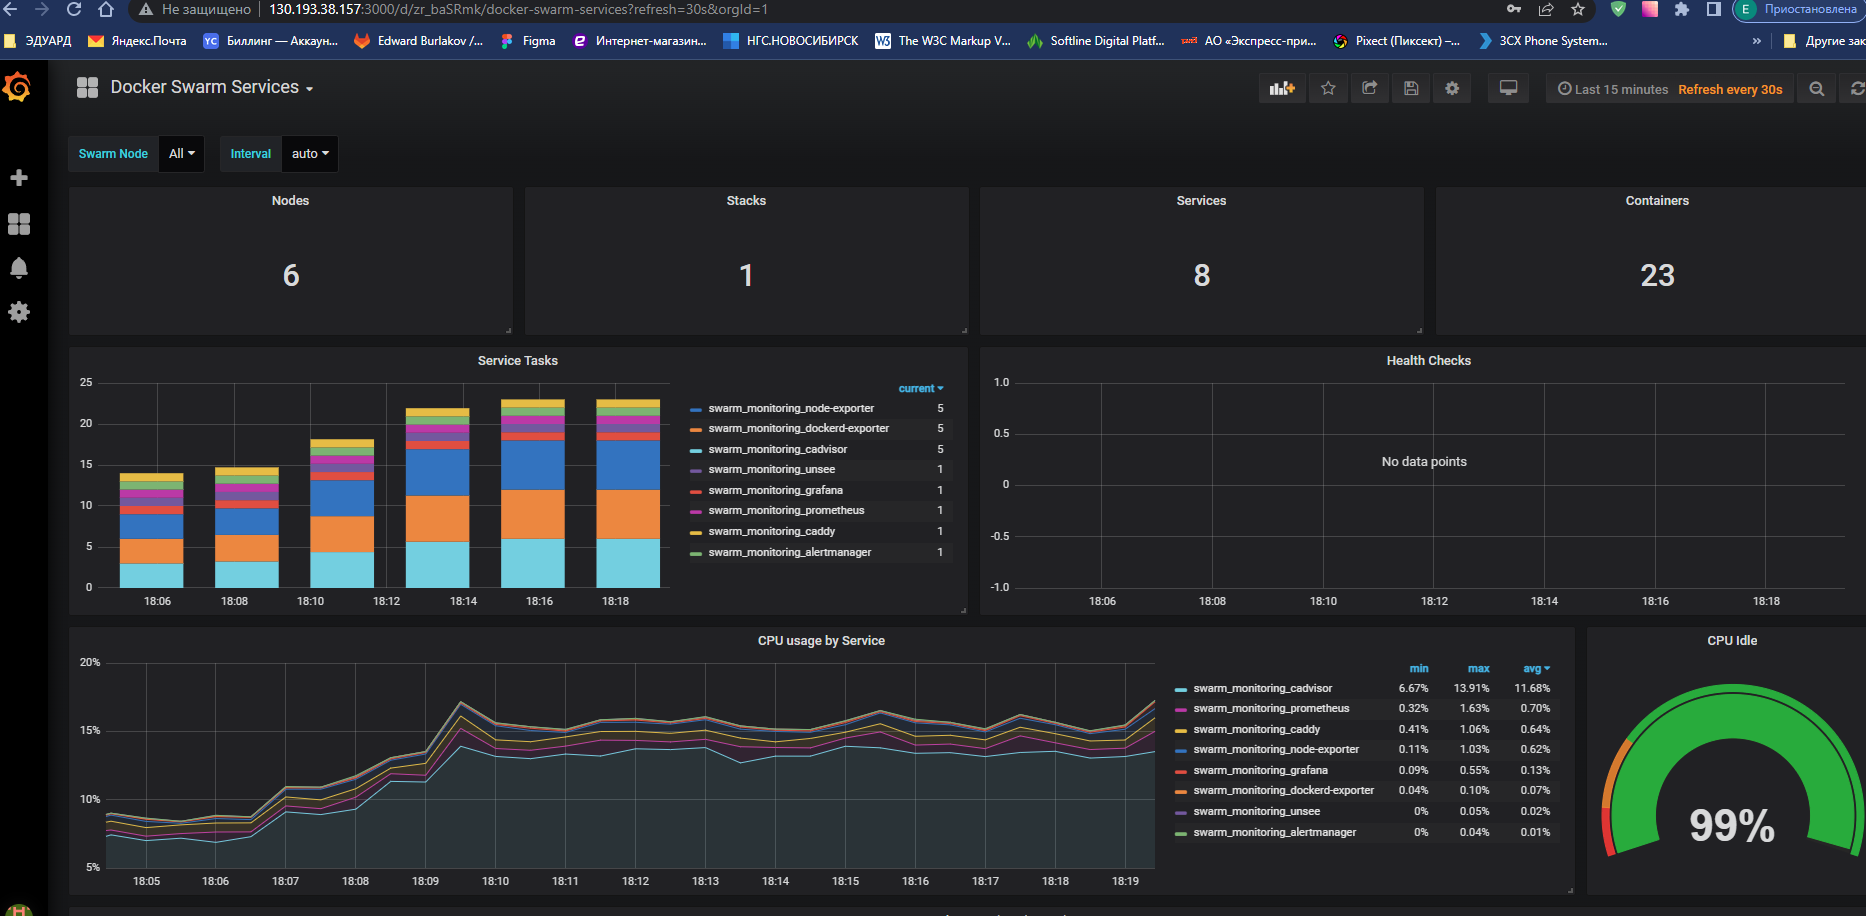 Не защищено 130.193.38.157:3000/d/zr_baSRmk/docker-swarm-services?refresh=30s&orgId=1 E Приостановлена
ЭДУАРД Яндекс.Почта YC Биллинг — Аккаун... Edward Burlakov /... Figma e Интернет-магазин... НГС.НОВОСИБИРСК W3 The W3C Markup V... Softline Digital Platf... АО «Экспресс-при... Pixect (Пиксект) –... 3CX Phone System... » Другие зак
Docker Swarm Services
Last 15 minutes Refresh every 30s
Swarm Node All Interval auto
Nodes
6
Stacks
1
Services
8
Containers
23
Service Tasks
25
20
15
10
5
0
18:06 18:08 18:10 18:12 18:14 18:16 18:18
current
swarm_monitoring_node-exporter 5
swarm_monitoring_dockerd-exporter 5
swarm_monitoring_cadvisor 5
swarm_monitoring_unsee 1
swarm_monitoring_grafana 1
swarm_monitoring_prometheus 1
swarm_monitoring_caddy 1
swarm_monitoring_alertmanager 1
Health Checks
1.0
0.5
No data points
0
-0.5
-1.0
18:06 18:08 18:10 18:12 18:14 18:16 18:18
CPU usage by Service
20%
15%
10%
5%
18:05 18:06 18:07 18:08 18:09 18:10 18:11 18:12 18:13 18:14 18:15 18:16 18:17 18:18 18:19
min max avg
swarm_monitoring_cadvisor 6.67% 13.91% 11.68%
swarm_monitoring_prometheus 0.32% 1.63% 0.70%
swarm_monitoring_caddy 0.41% 1.06% 0.64%
swarm_monitoring_node-exporter 0.11% 1.03% 0.62%
swarm_monitoring_grafana 0.09% 0.55% 0.13%
swarm_monitoring_dockerd-exporter 0.04% 0.10% 0.07%
swarm_monitoring_unsee 0% 0.05% 0.02%
swarm_monitoring_alertmanager 0% 0.04% 0.01%
CPU Idle
99%